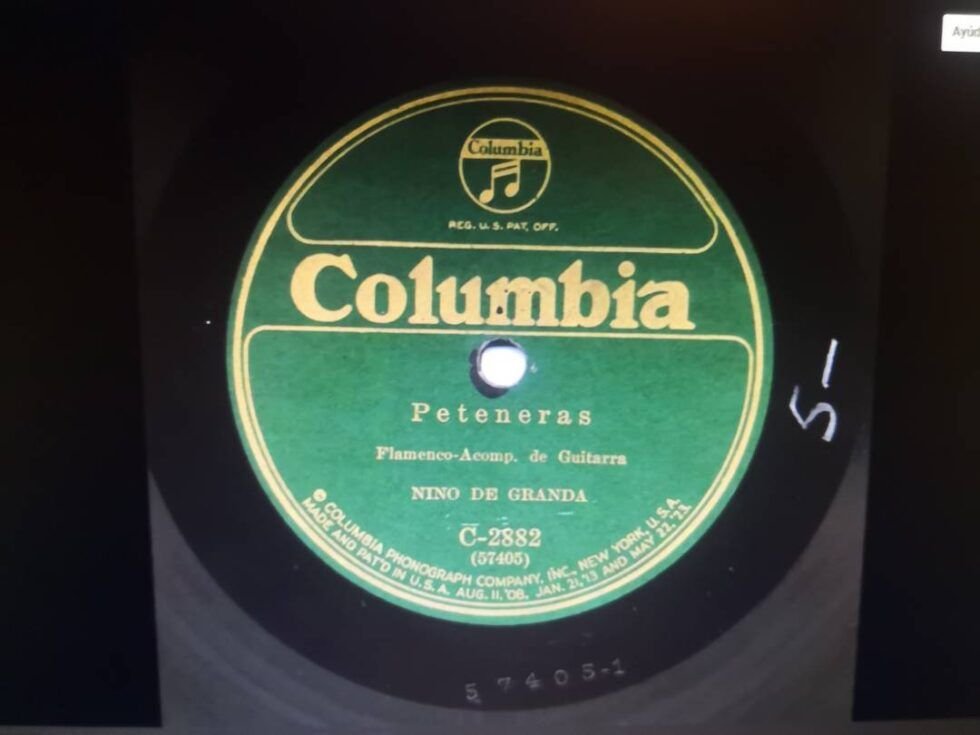 Ayúd
Columbia
REG. U. S. PAT. OFF.
Columbia
Peteneras
Flamenco-Acomp. de Guitarra
NINO DE GRANDA
C-2882
(57405)
© COLUMBIA PHONOGRAPH COMPANY, INC., NEW YORK, U.S.A.
MADE AND PAT'D IN U.S.A. AUG. 11, '08. JAN. 21, '13 AND MAY 22, '23
57405-1
5-